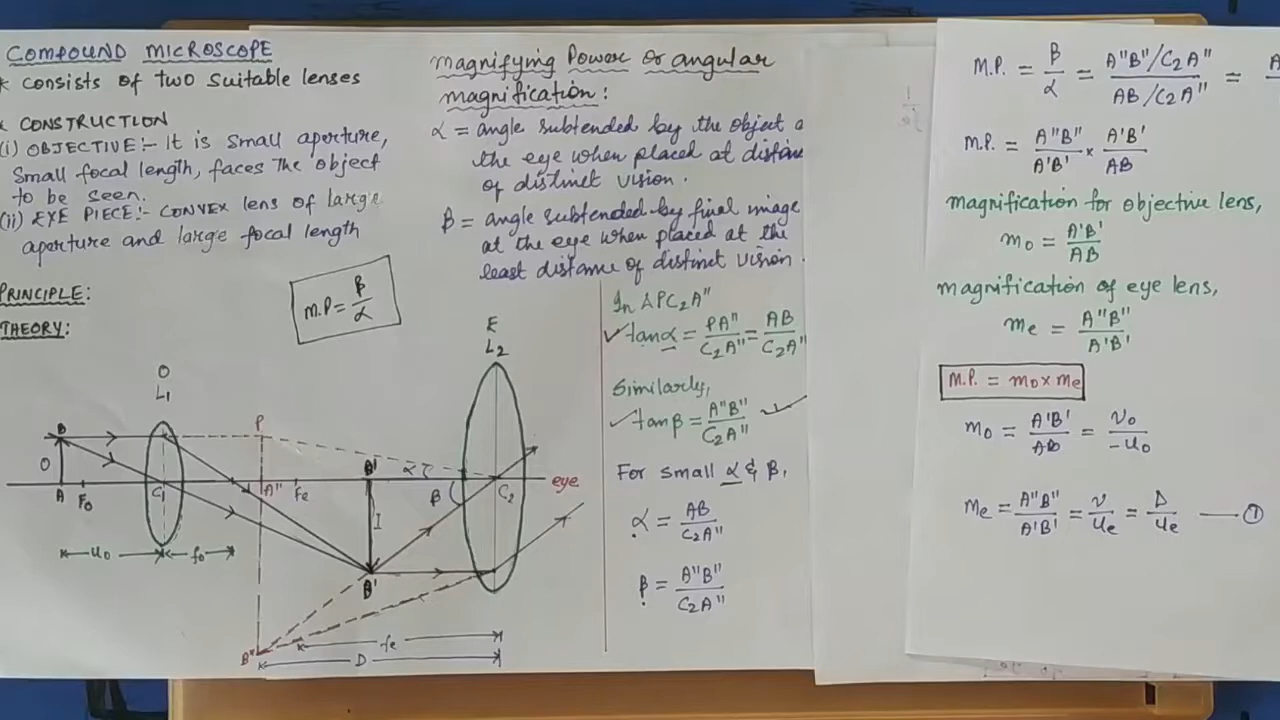 COMPOUND MICROSCOPE
* consists of two suitable lenses
* CONSTRUCTION
(i) OBJECTIVE:- It is small aperture,
small focal length, faces the object
to be seen.
(ii) EYE PIECE:- CONVEX lens of large
aperture and large focal length
M.P. = β/α
PRINCIPLE:
THEORY:
O
L₁
E
L₂
B
P
B'
α
O
A
F₀
C₁
A"
Fe
β
C₂
eye
I
u₀
f₀
B'
B"
fe
D
Magnifying Power or angular
magnification:
α = angle subtended by the object a
the eye when placed at distan
of distinct vision.
β = angle subtended by final image
at the eye when placed at the
least distance of distinct vision.
In ΔPC₂A"
✓tanα = PA"/C₂A" = AB/C₂A"
Similarly,
✓tanβ = A"B"/C₂A" ✓
For small α & β,
α = AB/C₂A"
β = A"B"/C₂A"
M.P. = β/α = A"B"/C₂A" / AB/C₂A" = A
M.P. = A"B"/A'B' × A'B'/AB
magnification for objective lens,
m₀ = A'B'/AB
magnification of eye lens,
me = A"B"/A'B'
M.P. = m₀ × me
m₀ = A'B'/AB = v₀/-u₀
me = A"B"/A'B' = v/ue = D/ue —— ①